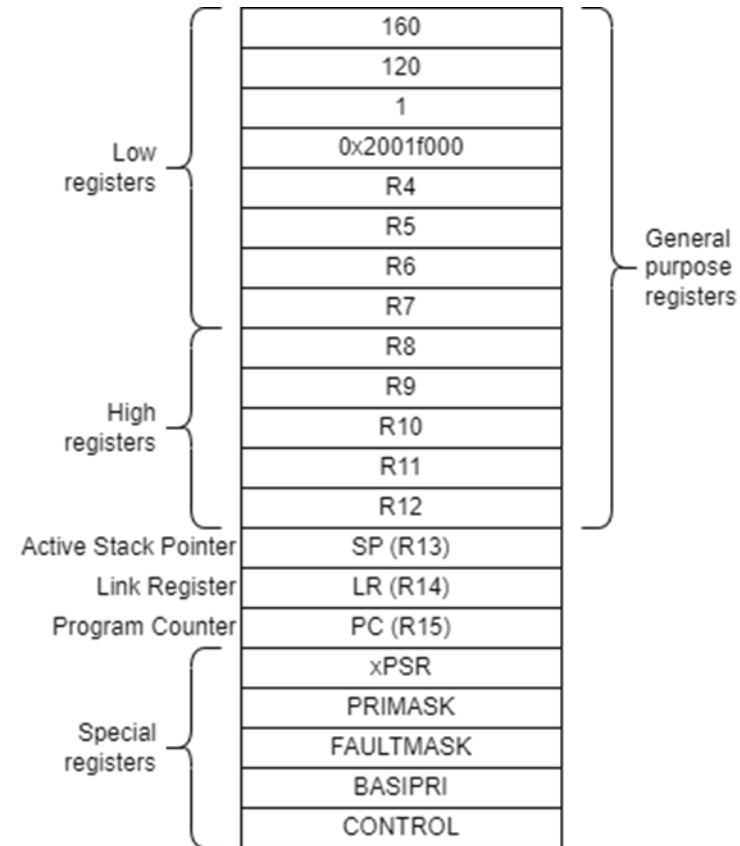 160
120
1
0x2001f000
R4
R5
R6
R7
R8
R9
R10
R11
R12
SP (R13)
LR (R14)
PC (R15)
xPSR
PRIMASK
FAULTMASK
BASIPRI
CONTROL
Low
registers
High
registers
Active Stack Pointer
Link Register
Program Counter
Special
registers
General
purpose
registers